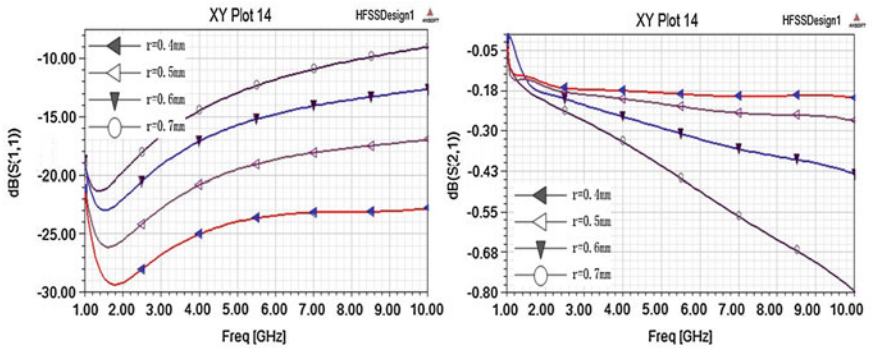 XY Plot 14
HFSSDesign1
ANSOFT
-10.00
-15.00
-20.00
-25.00
-30.00
dB(S(1,1))
r=0.4mm
r=0.5mm
r=0.6mm
r=0.7mm
1.00 2.00 3.00 4.00 5.00 6.00 7.00 8.00 9.00 10.00
Freq [GHz]
XY Plot 14
HFSSDesign1
ANSOFT
-0.05
-0.18
-0.30
-0.43
-0.55
-0.68
-0.80
dB(S(2,1))
r=0.4mm
r=0.5mm
r=0.6mm
r=0.7mm
1.00 2.00 3.00 4.00 5.00 6.00 7.00 8.00 9.00 10.00
Freq [GHz]